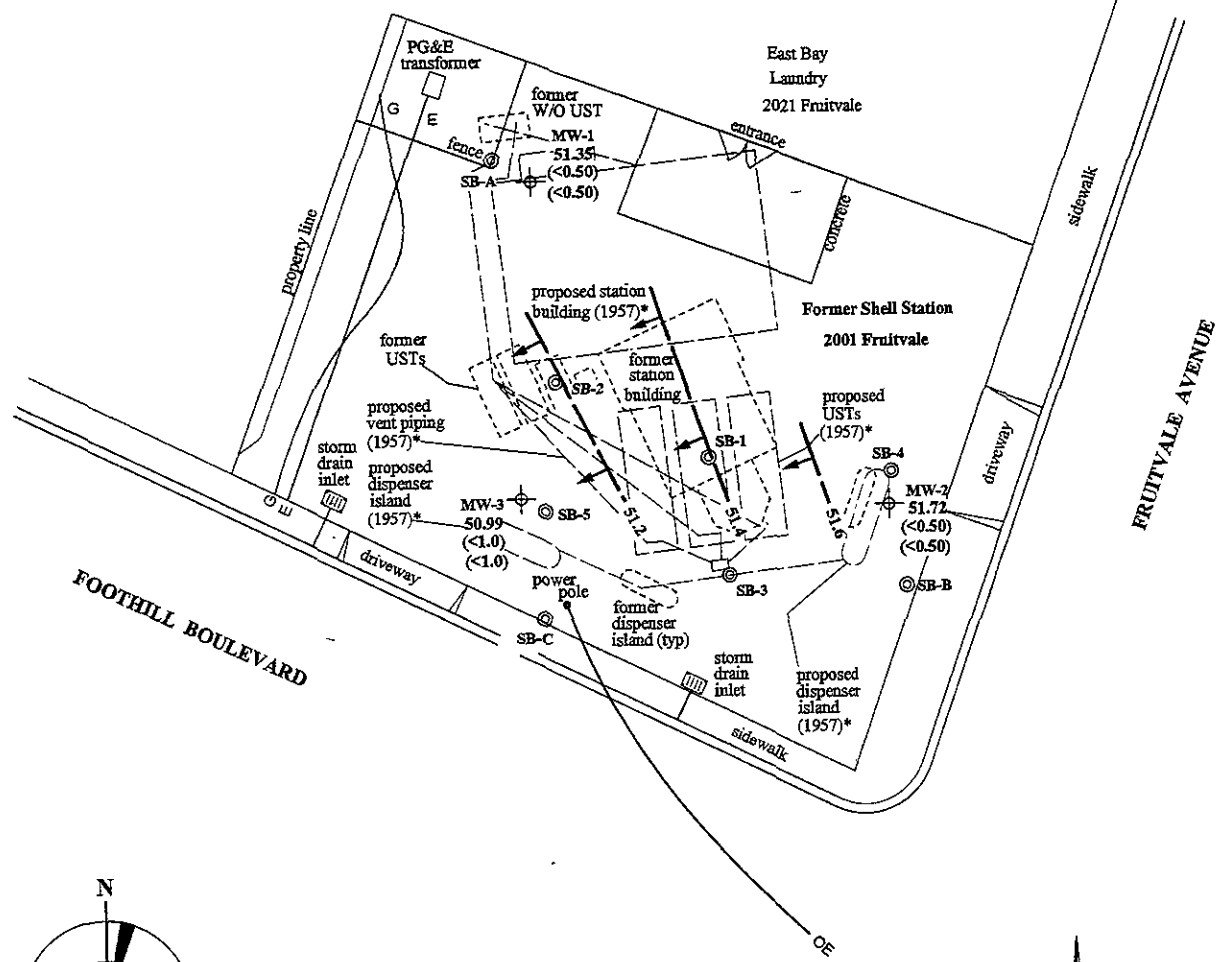 PG&E
transformer
East Bay
Laundry
2021 Fruitvale
former
W/O UST
G
E
MW-1
51.35
(<0.50)
(<0.50)
fence
SB-A
entrance
sidewalk
concrete
property line
proposed station
building (1957)*
Former Shell Station
2001 Fruitvale
FRUITVALE AVENUE
former
USTs
SB-2
former
station
building
proposed
USTs
(1957)*
proposed
vent piping
(1957)*
storm
drain
inlet
proposed
dispenser
island
(1957)*
SB-1
SB-4
driveway
MW-2
51.72
(<0.50)
(<0.50)
G
E
MW-3
50.99
(<1.0)
(<1.0)
SB-5
51.2
51.4
51.6
driveway
power
pole
SB-3
SB-B
FOOTHILL BOULEVARD
SB-C
former
dispenser
island (typ)
storm
drain
inlet
proposed
dispenser
island
(1957)*
sidewalk
N
OE